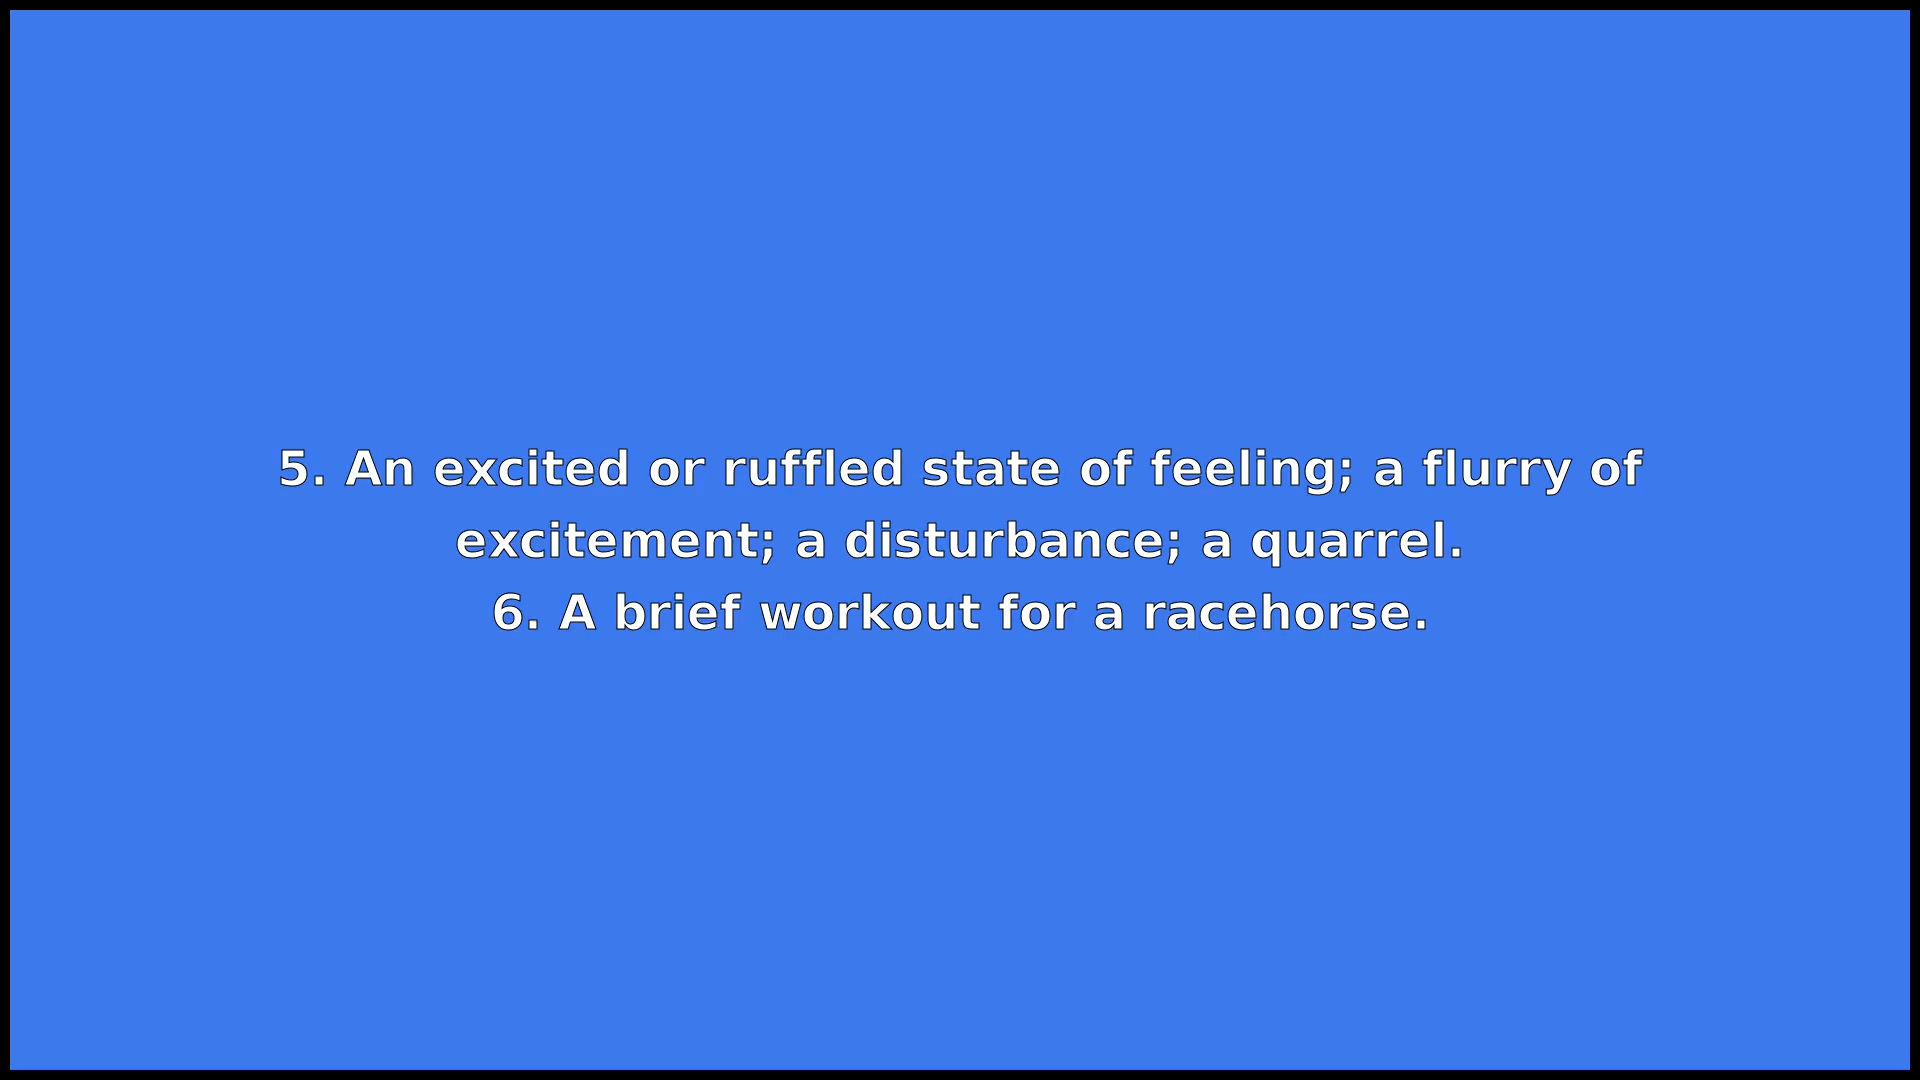 5. An excited or ruffled state of feeling; a flurry of
excitement; a disturbance; a quarrel.
6. A brief workout for a racehorse.